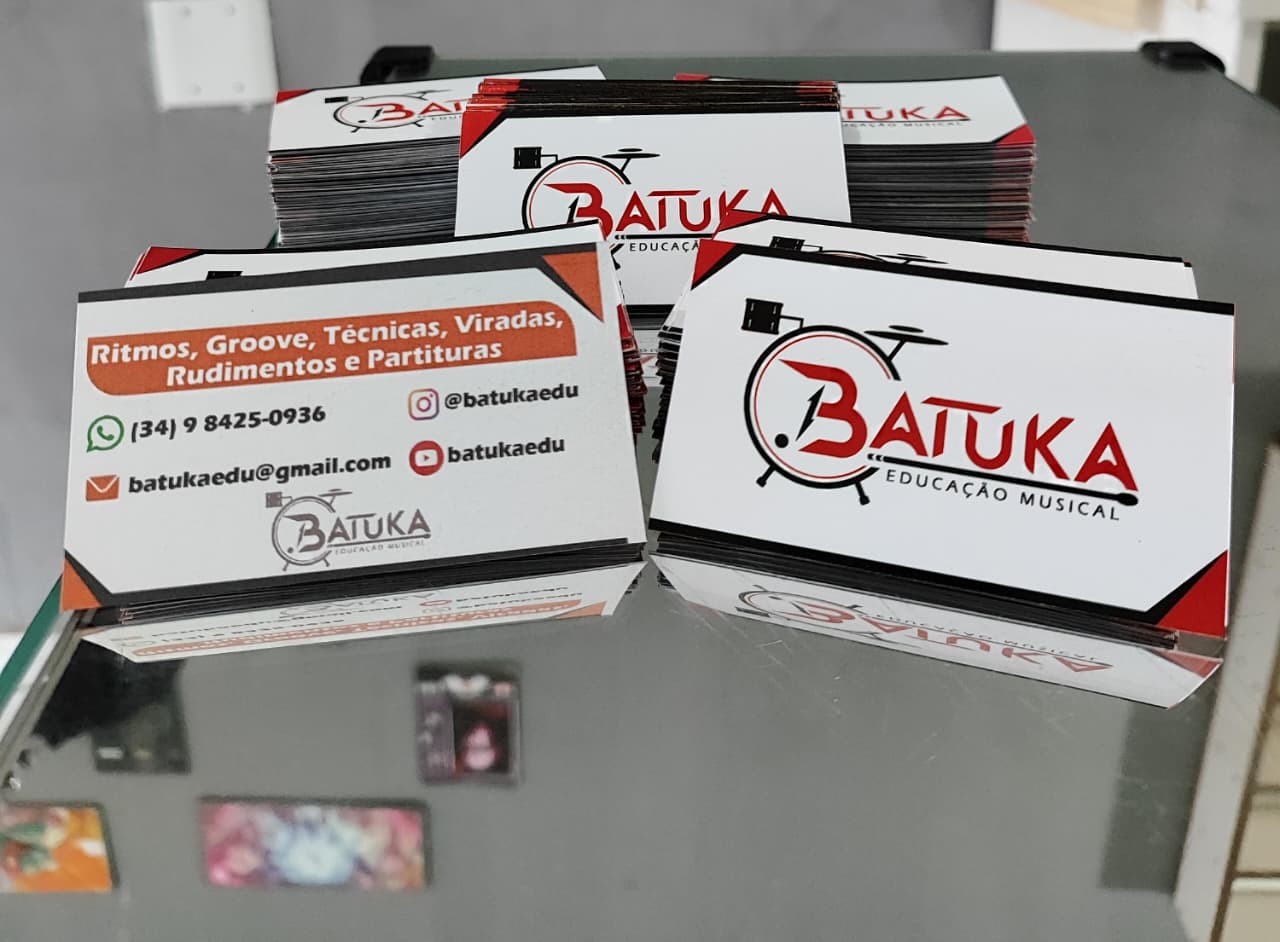 BATUKA
EDUCAÇÃO MUSICAL
Ritmos, Groove, Técnicas, Viradas,
Rudimentos e Partituras
(34) 9 8425-0936
@batukaedu
batukaedu@gmail.com
batukaedu
BATUKA
EDUCAÇÃO MUSICAL
BATUKA
EDUCAÇÃO MUSICAL